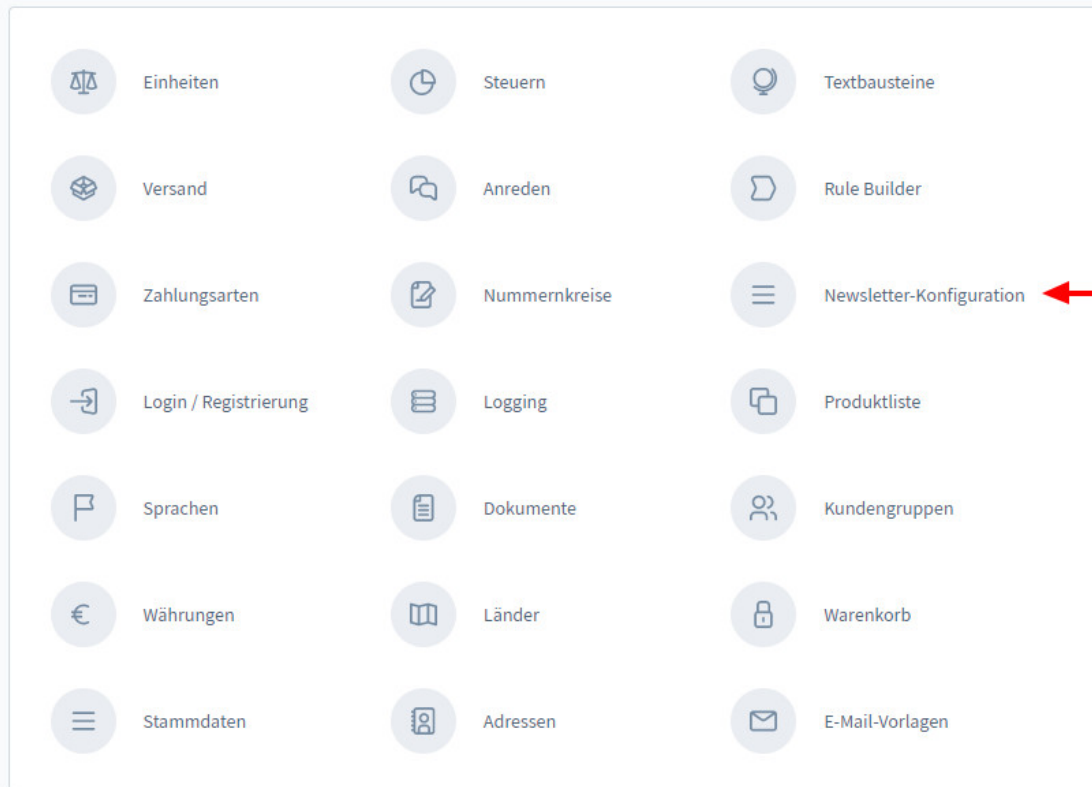 Einheiten
Steuern
Textbausteine
Versand
Anreden
Rule Builder
Zahlungsarten
Nummernkreise
Newsletter-Konfiguration
Login / Registrierung
Logging
Produktliste
Sprachen
Dokumente
Kundengruppen
Währungen
Länder
Warenkorb
Stammdaten
Adressen
E-Mail-Vorlagen